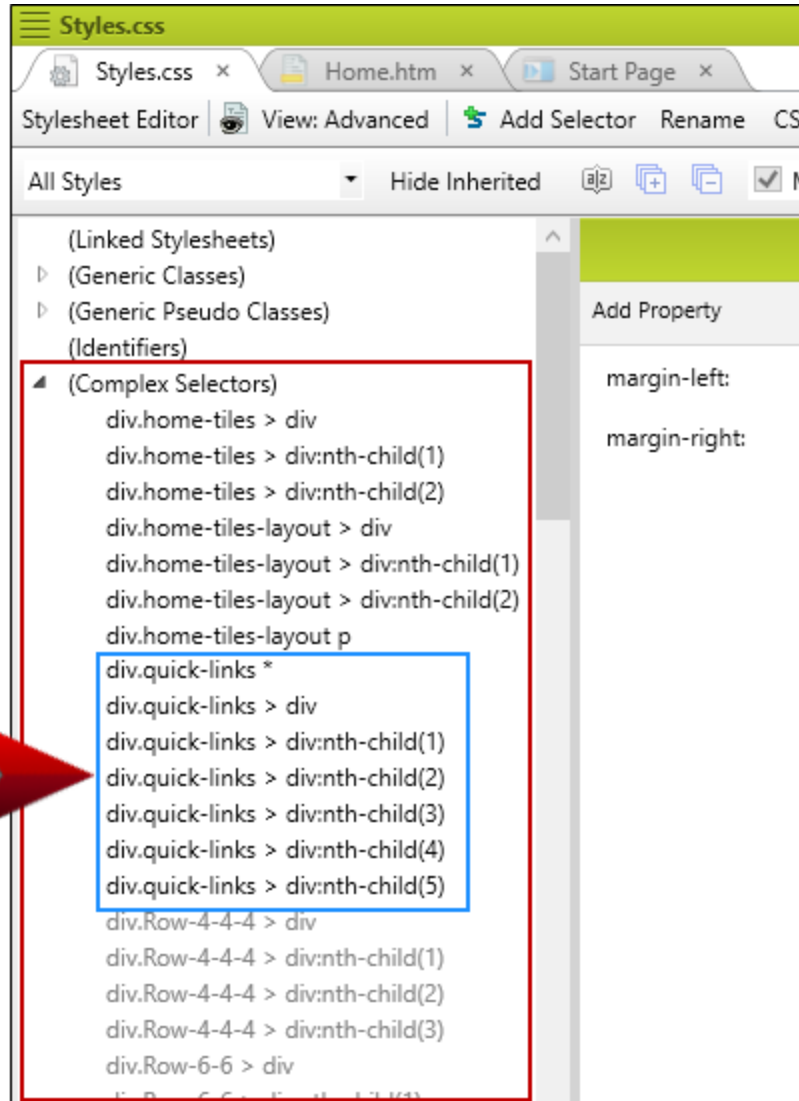 Styles.css
Styles.css × Home.htm × Start Page ×
Stylesheet Editor View: Advanced Add Selector Rename CS
All Styles Hide Inherited a z
(Linked Stylesheets)
(Generic Classes)
(Generic Pseudo Classes)
(Identifiers)
(Complex Selectors)
div.home-tiles > div
div.home-tiles > div:nth-child(1)
div.home-tiles > div:nth-child(2)
div.home-tiles-layout > div
div.home-tiles-layout > div:nth-child(1)
div.home-tiles-layout > div:nth-child(2)
div.home-tiles-layout p
div.quick-links *
div.quick-links > div
div.quick-links > div:nth-child(1)
div.quick-links > div:nth-child(2)
div.quick-links > div:nth-child(3)
div.quick-links > div:nth-child(4)
div.quick-links > div:nth-child(5)
div.Row-4-4-4 > div
div.Row-4-4-4 > div:nth-child(1)
div.Row-4-4-4 > div:nth-child(2)
div.Row-4-4-4 > div:nth-child(3)
div.Row-6-6 > div
Add Property
margin-left:
margin-right: